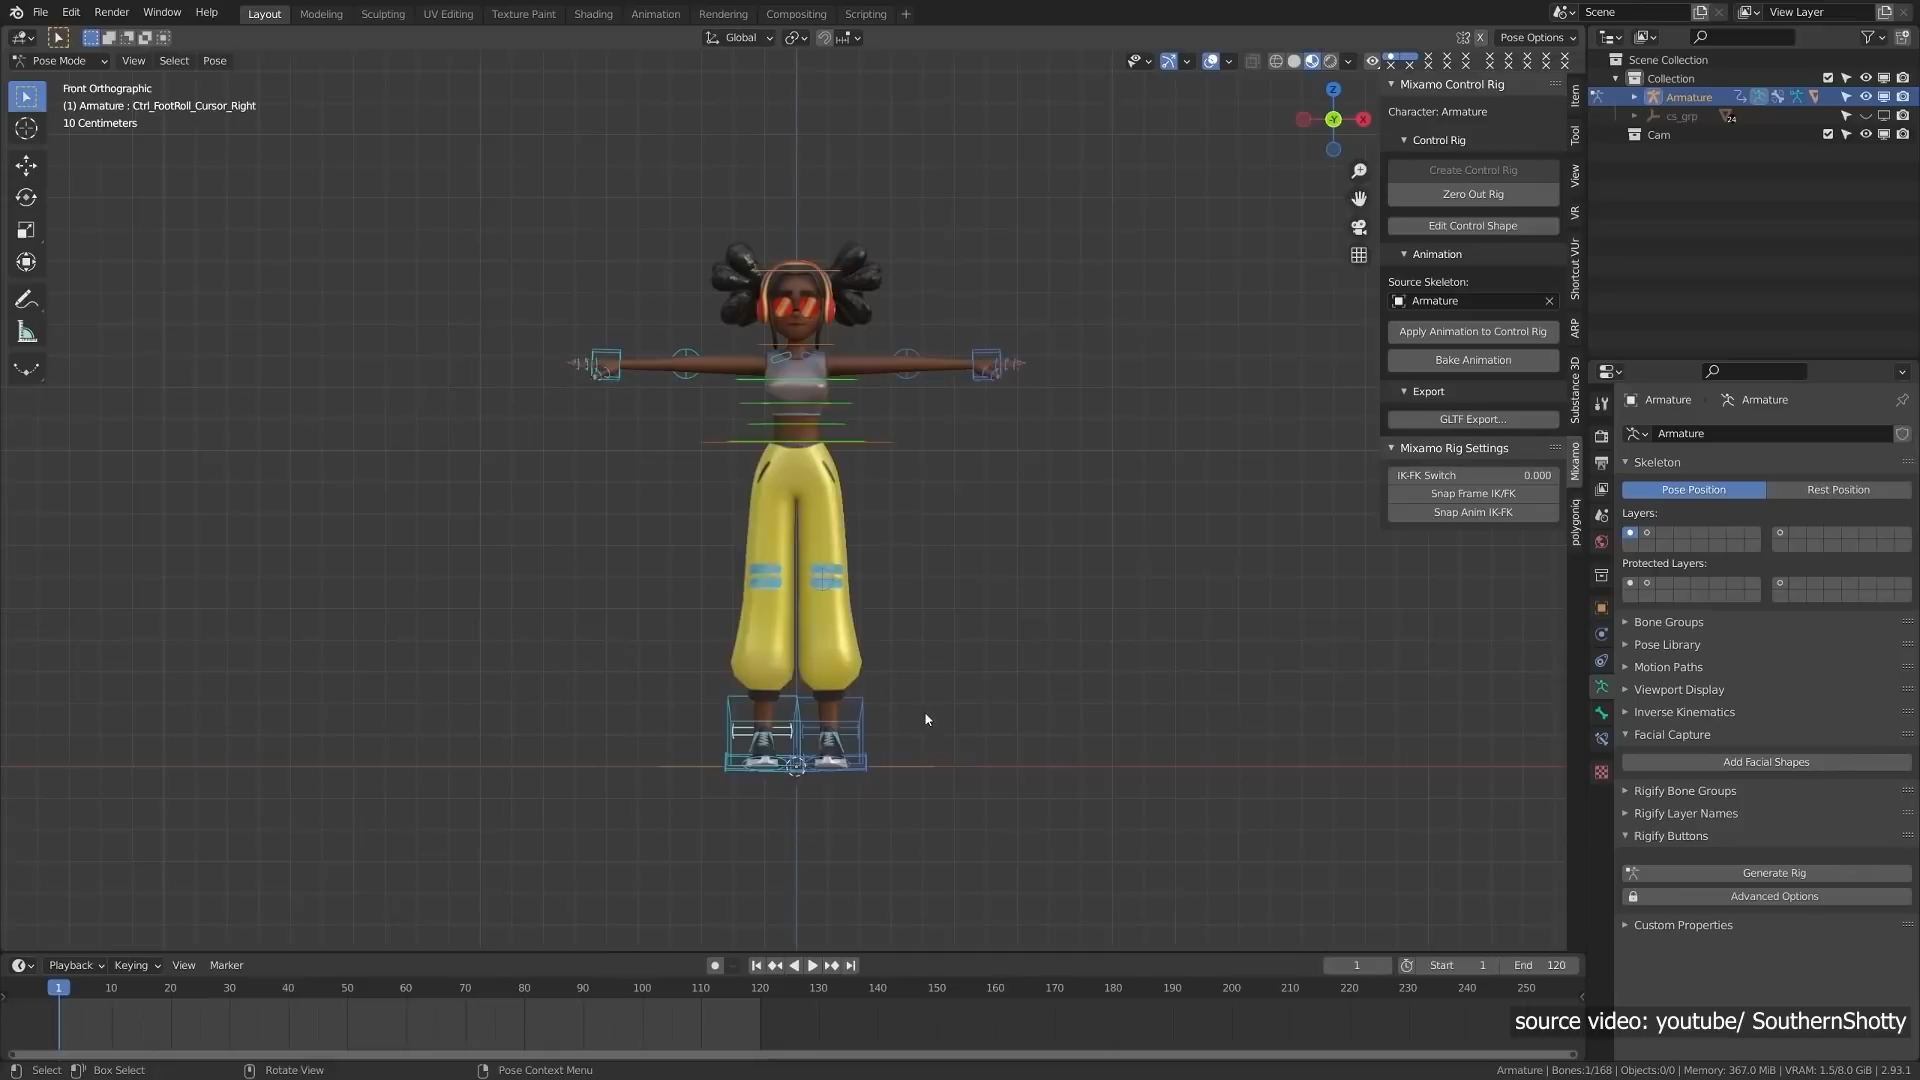 File Edit Render Window Help Layout Modeling Sculpting UV Editing Texture Paint Shading Animation Rendering Compositing Scripting + Scene View Layer
Global X Pose Options
Pose Mode View Select Pose
Front Orthographic
(1) Armature : Ctrl_FootRoll_Cursor_Right
10 Centimeters
Z
-Y
X
Mixamo Control Rig
Character: Armature
Control Rig
Create Control Rig
Zero Out Rig
Edit Control Shape
Animation
Source Skeleton:
Armature
Apply Animation to Control Rig
Bake Animation
Export
GLTF Export...
Mixamo Rig Settings
IK-FK Switch 0.000
Snap Frame IK/FK
Snap Anim IK-FK
Item
Tool
View
VR
Shortcut VUr
ARP
Substance 3D
Mixamo
polygoniq
Scene Collection
Collection
Armature
cs_grp 24
Cam
Armature Armature
Armature
Skeleton
Pose Position Rest Position
Layers:
Protected Layers:
Bone Groups
Pose Library
Motion Paths
Viewport Display
Inverse Kinematics
Facial Capture
Add Facial Shapes
Rigify Bone Groups
Rigify Layer Names
Rigify Buttons
Generate Rig
Advanced Options
Custom Properties
Playback Keying View Marker 1 Start 1 End 120
1 10 20 30 40 50 60 70 80 90 100 110 120 130 140 150 160 170 180 190 200 210 220 230 240 250
source video: youtube/ SouthernShotty
Select Box Select Rotate View Pose Context Menu Armature | Bones:1/168 | Objects:0/0 | Memory: 367.0 MiB | VRAM: 1.5/8.0 GiB | 2.93.1